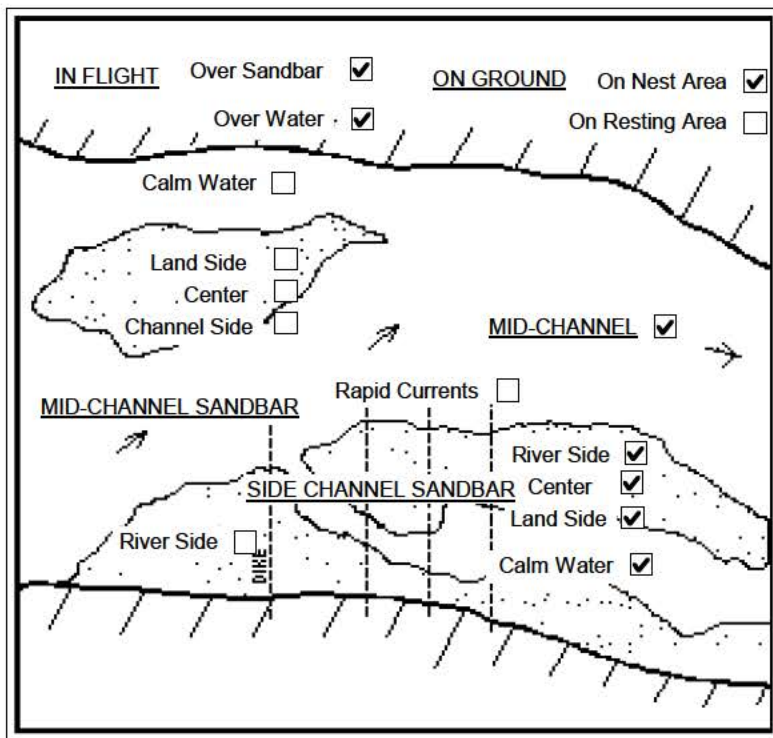 IN FLIGHT
Over Sandbar
Over Water
ON GROUND
On Nest Area
On Resting Area
Calm Water
Land Side
Center
Channel Side
MID-CHANNEL
Rapid Currents
MID-CHANNEL SANDBAR
River Side
SIDE CHANNEL SANDBAR
Center
Land Side
River Side
DIKE
Calm Water